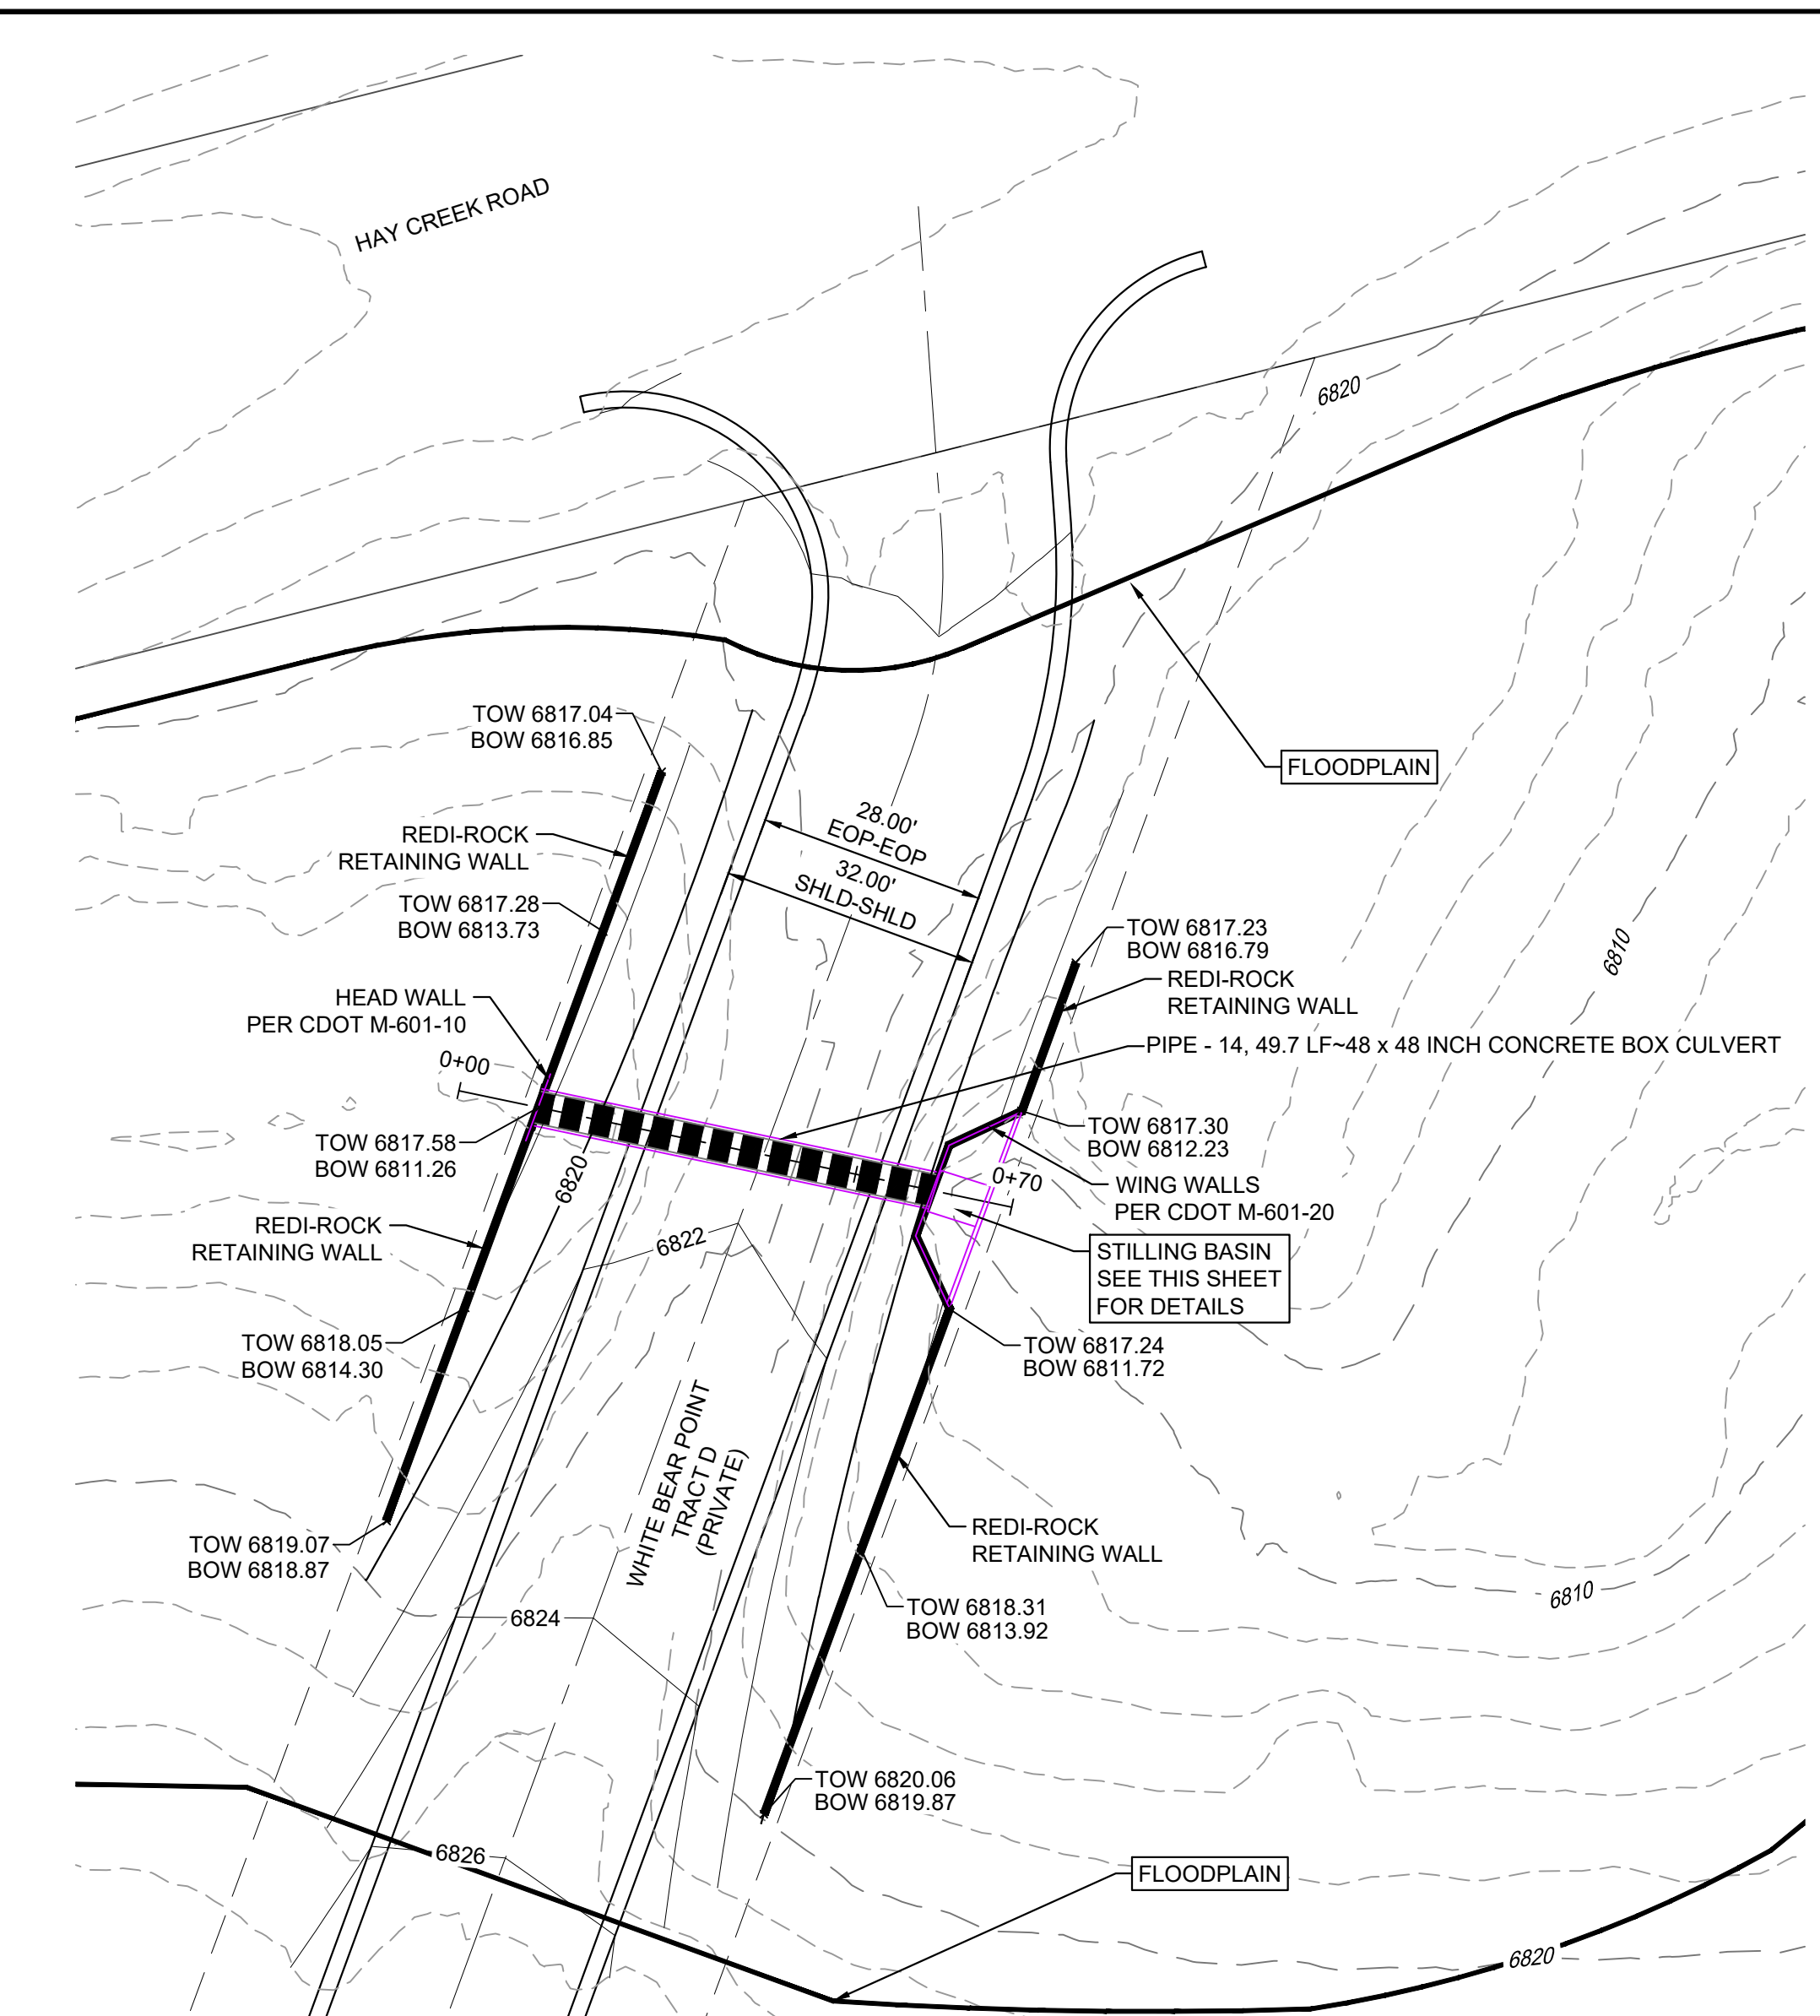 HAY CREEK ROAD
6820
TOW 6817.04
BOW 6816.85
FLOODPLAIN
28.00'
EOP-EOP
32.00'
SHLD-SHLD
REDI-ROCK
RETAINING WALL
TOW 6817.28
BOW 6813.73
TOW 6817.23
BOW 6816.79
6810
REDI-ROCK
RETAINING WALL
HEAD WALL
PER CDOT M-601-10
PIPE - 14, 49.7 LF~48 x 48 INCH CONCRETE BOX CULVERT
0+00
TOW 6817.58
BOW 6811.26
TOW 6817.30
BOW 6812.23
0+70
6820
WING WALLS
PER CDOT M-601-20
REDI-ROCK
RETAINING WALL
6822
STILLING BASIN
SEE THIS SHEET
FOR DETAILS
TOW 6818.05
BOW 6814.30
TOW 6817.24
BOW 6811.72
WHITE BEAR POINT
TRACT D
(PRIVATE)
TOW 6819.07
BOW 6818.87
REDI-ROCK
RETAINING WALL
6810
6824
TOW 6818.31
BOW 6813.92
TOW 6820.06
BOW 6819.87
6826
FLOODPLAIN
6820